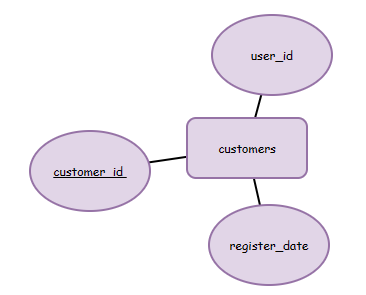 user_id
customers
customer_id
register_date